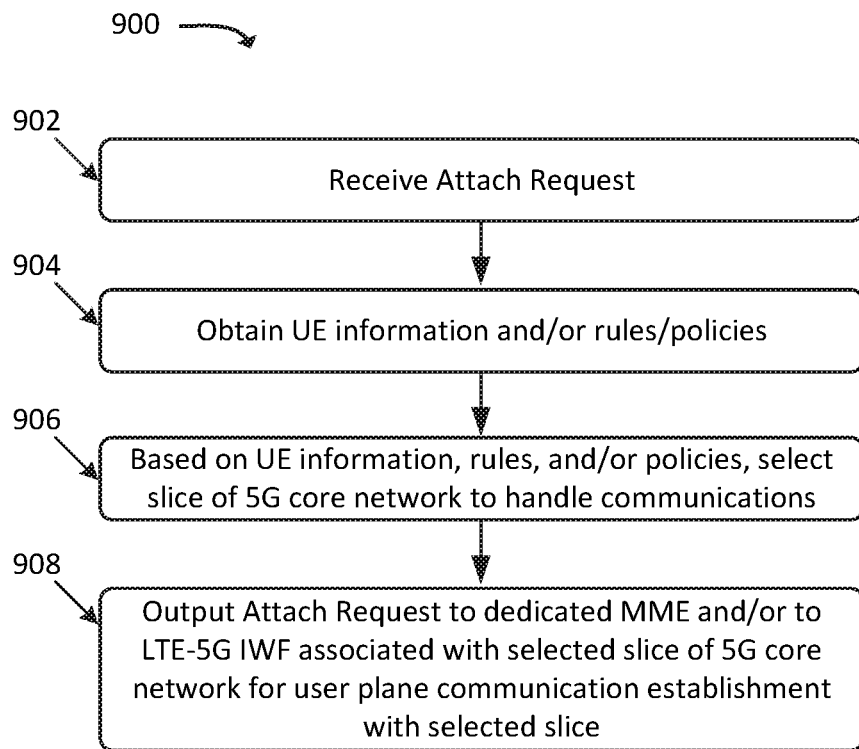 900
902
Receive Attach Request
904
Obtain UE information and/or rules/policies
906
Based on UE information, rules, and/or policies, select
slice of 5G core network to handle communications
908
Output Attach Request to dedicated MME and/or to
LTE-5G IWF associated with selected slice of 5G core
network for user plane communication establishment
with selected slice